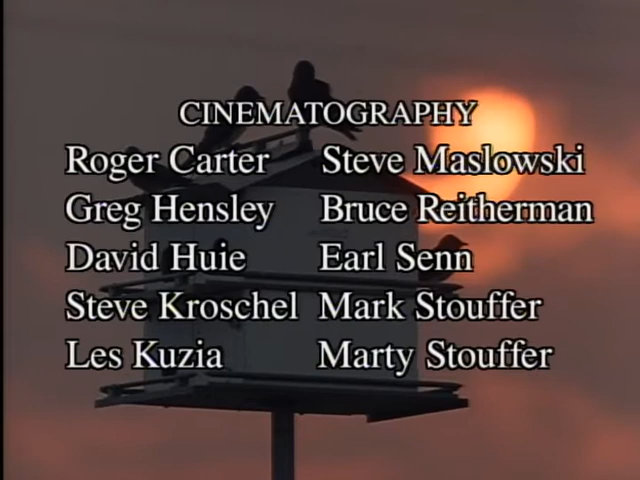 CINEMATOGRAPHY
Roger Carter Steve Maslowski
Greg Hensley Bruce Reitherman
David Huie Earl Senn
Steve Kroschel Mark Stouffer
Les Kuzia Marty Stouffer